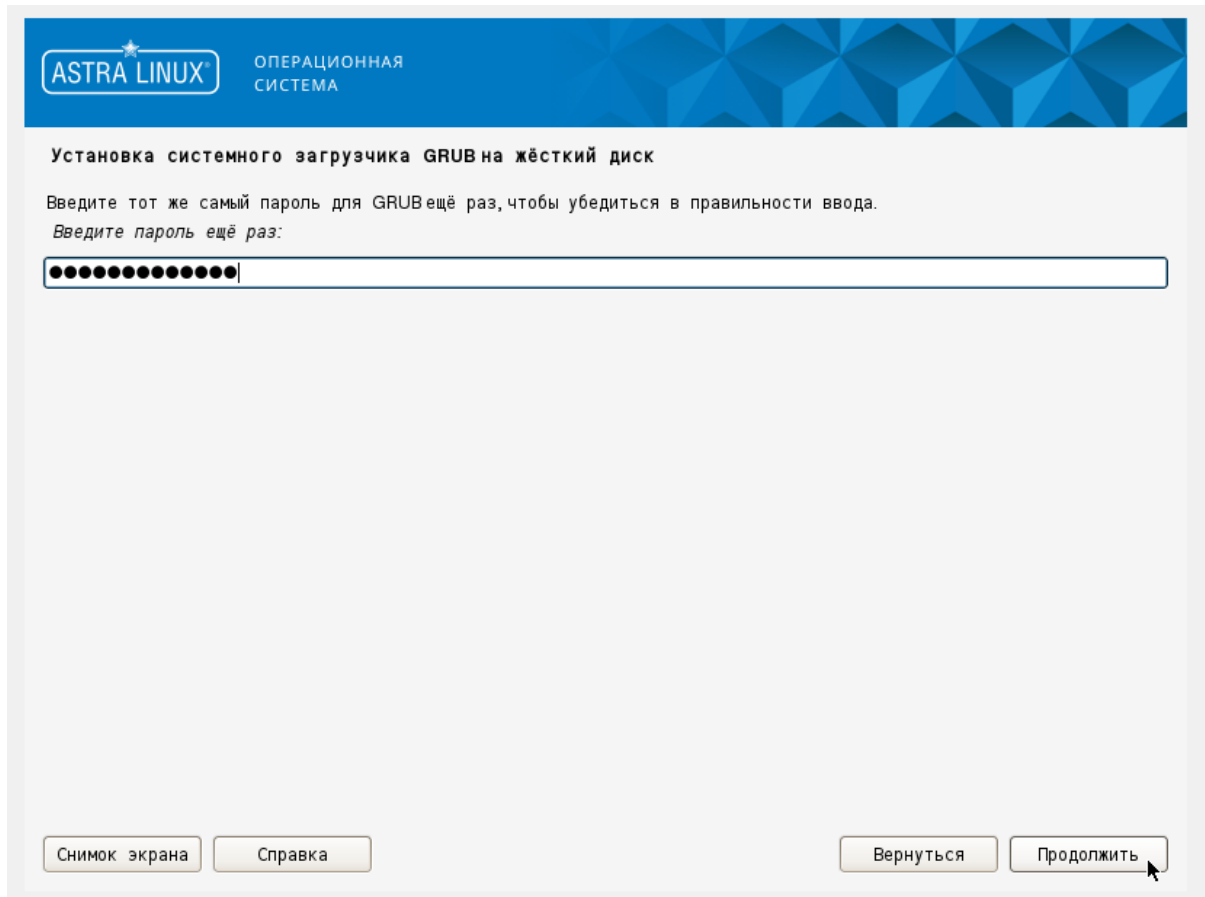 ASTRA LINUX®
ОПЕРАЦИОННАЯ
СИСТЕМА
Установка системного загрузчика GRUB на жёсткий диск
Введите тот же самый пароль для GRUB ещё раз, чтобы убедиться в правильности ввода.
Введите пароль ещё раз:
●●●●●●●●●●●●●
Снимок экрана Справка Вернуться Продолжить